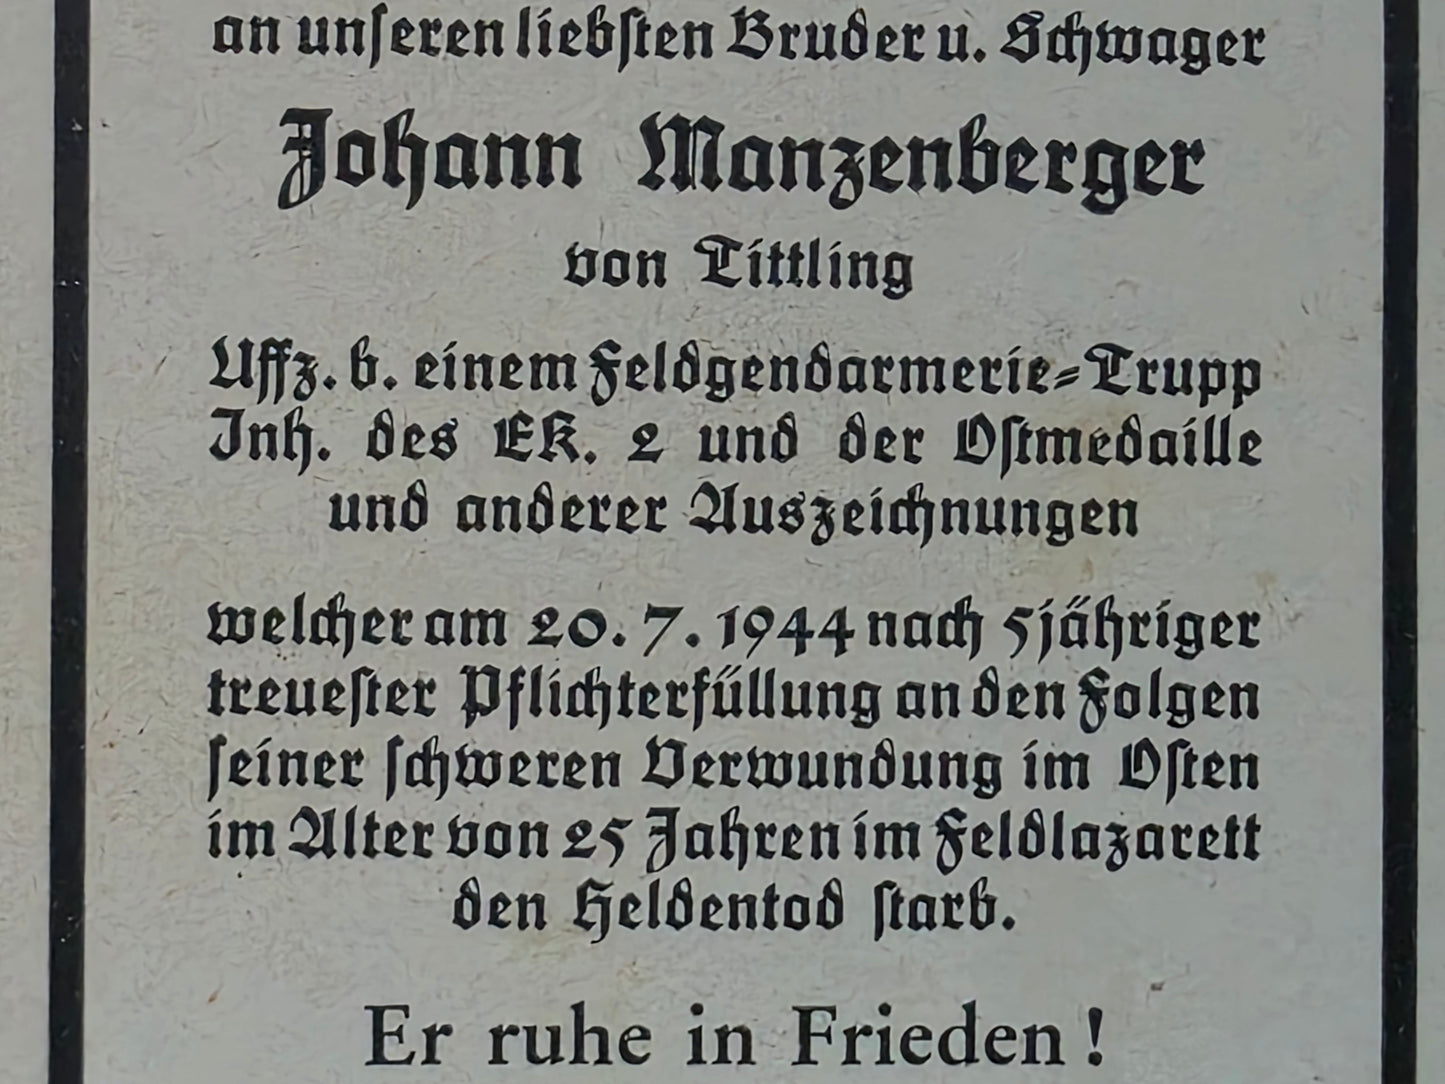 an unseren liebsten Bruder u. Schwager
Johann Manzenberger
von Tittling
Uffz. b. einem Feldgendarmerie-Trupp
Inh. des EK. 2 und der Ostmedaille
und anderer Auszeichnungen
welcher am 20. 7. 1944 nach 5jähriger
treuester Pflichterfüllung an den Folgen
seiner schweren Verwundung im Osten
im Alter von 25 Jahren im Feldlazarett
den Heldentod starb.
Er ruhe in Frieden!